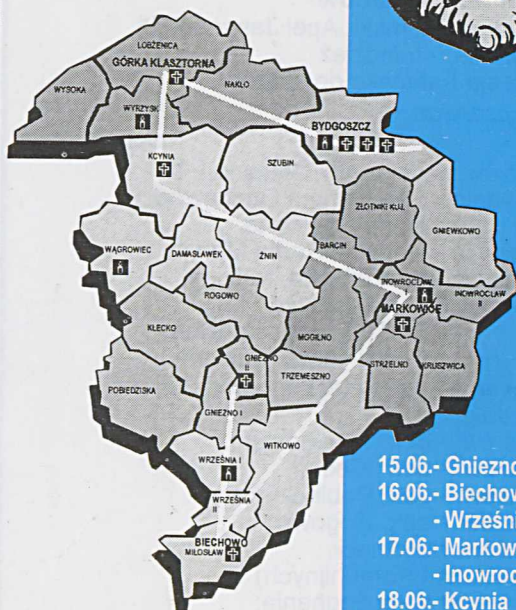 ŁOBŻENICA
GÓRKA KLASZTORNA
WYSOKA
NAKŁO
WYRZYSK
BYDGOSZCZ
KCYNIA
SZUBIN
ZŁOTNIKI KUJ.
GNIEWKOWO
WĄGROWIEC
DAMASŁAWEK
ŻNIN
BARCIN
INOWROCŁAW I
INOWROCŁAW
II
ROGOWO
MARKOWICE
KŁECKO
MOGILNO
GNIEZNO
II
TRZEMESZNO
STRZELNO
KRUSZWICA
POBIEDZISKA
GNIEZNO I
WITKOWO
WRZEŚNIA I
WRZEŚNIA
II
BIECHOWO
MIŁOSŁAW
15.06.- Gniezno
16.06.- Biechow
- Wrześni
17.06.- Markow
- Inowroc
18.06.- Kcynia